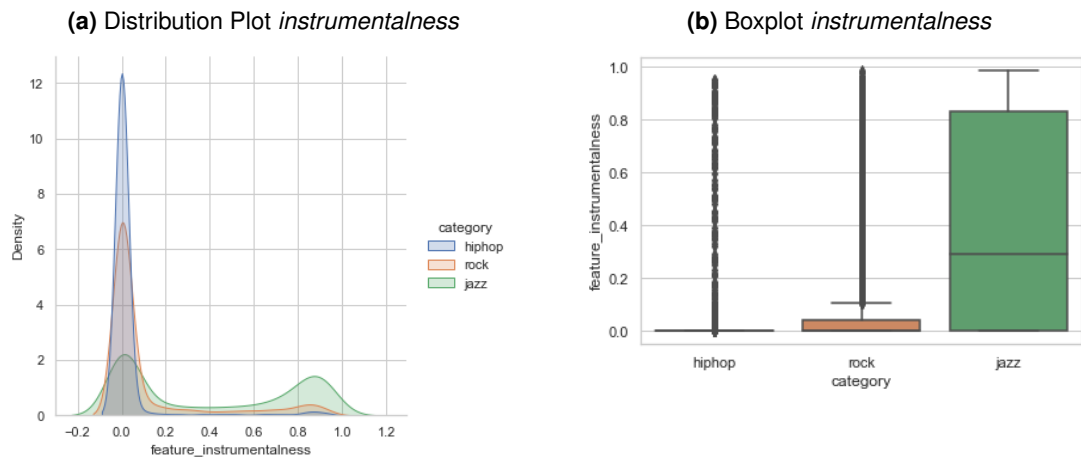 (a) Distribution Plot instrumentalness
12
10
8
6
4
2
0
Density
−0.2 0.0 0.2 0.4 0.6 0.8 1.0 1.2
feature_instrumentalness
category
hiphop
rock
jazz
(b) Boxplot instrumentalness
1.0
0.8
0.6
0.4
0.2
0.0
feature_instrumentalness
hiphop rock jazz
category